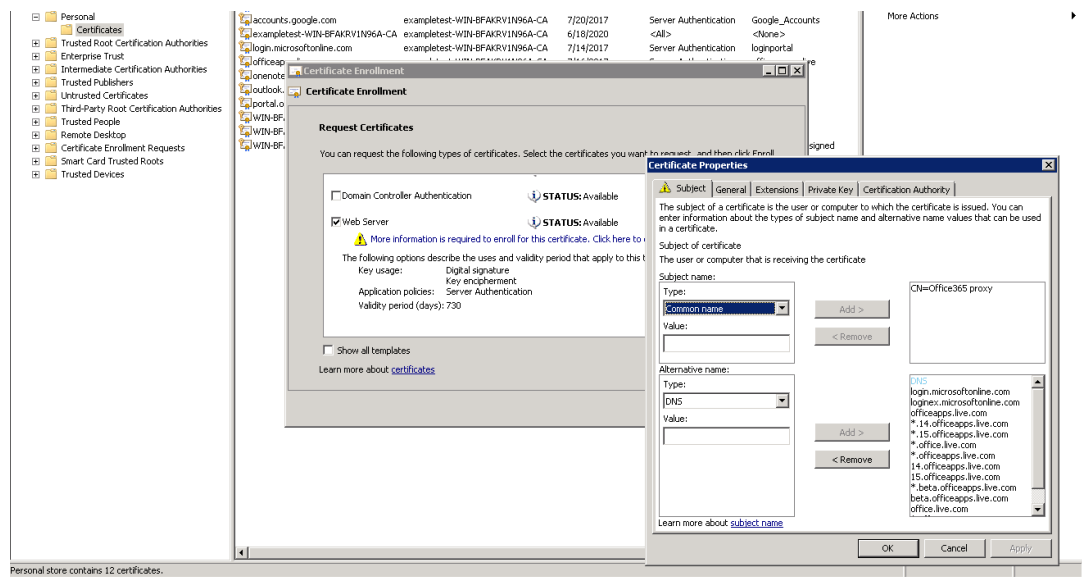 Personal
Certificates
Trusted Root Certification Authorities
Enterprise Trust
Intermediate Certification Authorities
Trusted Publishers
Untrusted Certificates
Third-Party Root Certification Authorities
Trusted People
Remote Desktop
Certificate Enrollment Requests
Smart Card Trusted Roots
Trusted Devices
accounts.google.com exampletest-WIN-BFAKRV1N96A-CA 7/20/2017 Server Authentication Google_Accounts
exampletest-WIN-BFAKRV1N96A-CA exampletest-WIN-BFAKRV1N96A-CA 6/18/2020 <All> <None>
login.microsoftonline.com exampletest-WIN-BFAKRV1N96A-CA 7/14/2017 Server Authentication loginportal
onenote
outlook.
portal.o
WIN-BF
WIN-BF
WIN-BF
signed
More Actions
Certificate Enrollment
Certificate Enrollment
Request Certificates
You can request the following types of certificates. Select the certificates you want to request, and then click Enroll.
Domain Controller Authentication STATUS: Available
Web Server STATUS: Available
More information is required to enroll for this certificate. Click here to
The following options describe the uses and validity period that apply to this
Key usage: Digital signature
Key encipherment
Application policies: Server Authentication
Validity period (days): 730
Show all templates
Learn more about certificates
Certificate Properties
Subject General Extensions Private Key Certification Authority
The subject of a certificate is the user or computer to which the certificate is issued. You can
enter information about the types of subject name and alternative name values that can be used
in a certificate.
Subject of certificate
The user or computer that is receiving the certificate
Subject name:
Type:
Common name
Value:
Add >
< Remove
CN=Office365 proxy
Alternative name:
Type:
DNS
Value:
Add >
< Remove
DNS
login.microsoftonline.com
loginex.microsoftonline.com
officeapps.live.com
*.14.officeapps.live.com
*.15.officeapps.live.com
*.office.live.com
*.officeapps.live.com
14.officeapps.live.com
15.officeapps.live.com
*.beta.officeapps.live.com
beta.officeapps.live.com
office.live.com
Learn more about subject name
OK Cancel Apply
Personal store contains 12 certificates.